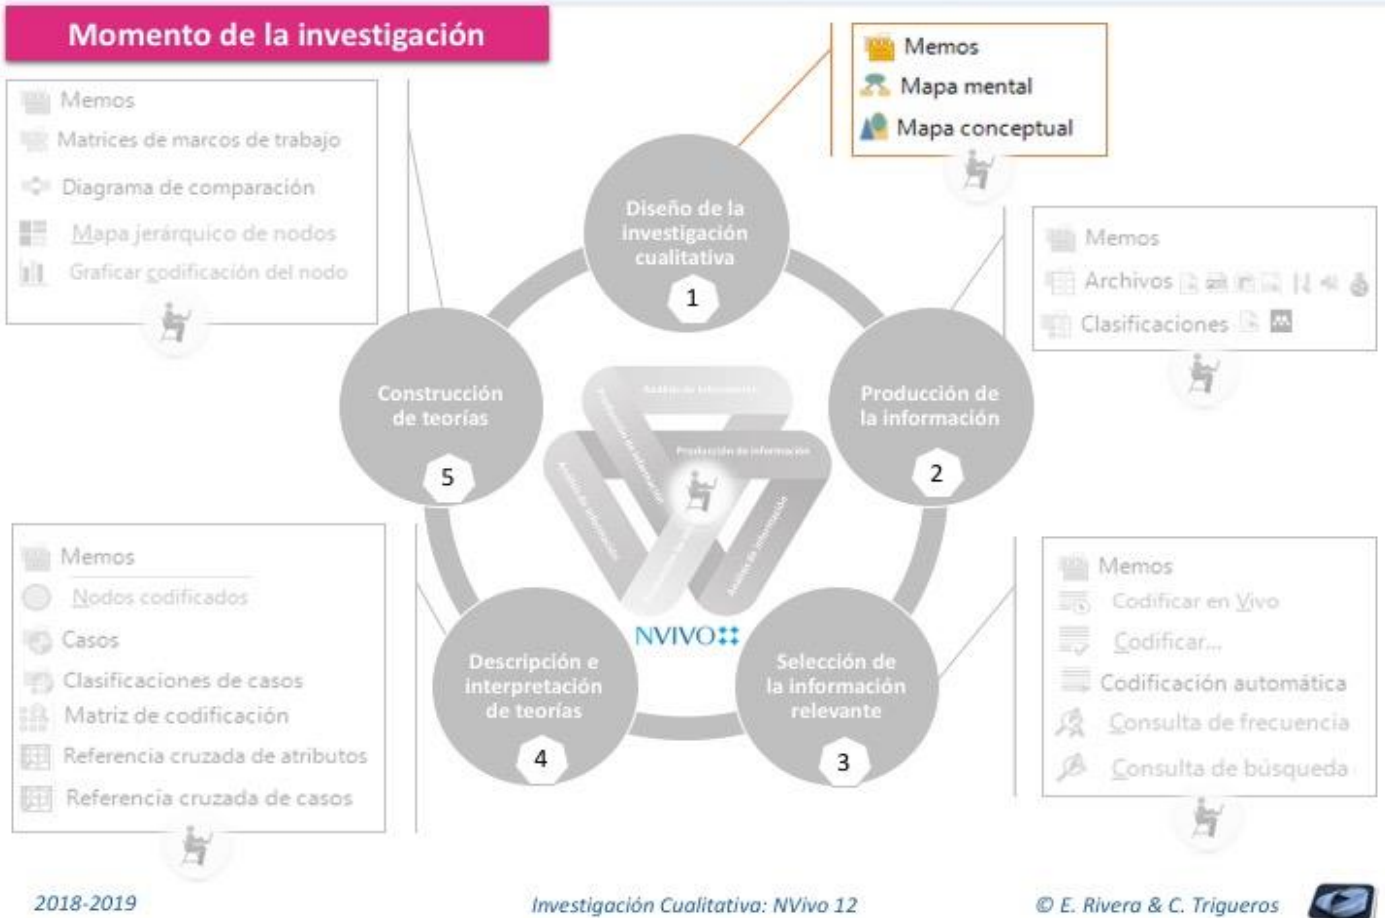 Momento de la investigación
Memos
Mapa mental
Mapa conceptual
Memos
Matrices de marcos de trabajo
Diagrama de comparación
Mapa jerárquico de nodos
Graficar codificación del nodo
Diseño de la
investigación
cualitativa
1
Memos
Archivos
Clasificaciones
Construcción
de teorías
5
Producción de
la información
2
Producción de información
NVIVO
Memos
Nodos codificados
Casos
Clasificaciones de casos
Matriz de codificación
Referencia cruzada de atributos
Referencia cruzada de casos
Descripción e
interpretación
de teorías
4
Selección de
la información
relevante
3
Memos
Codificar en Vivo
Codificar...
Codificación automática
Consulta de frecuencia
Consulta de búsqueda
2018-2019
Investigación Cualitativa: NVivo 12
© E. Rivera & C. Trigueros